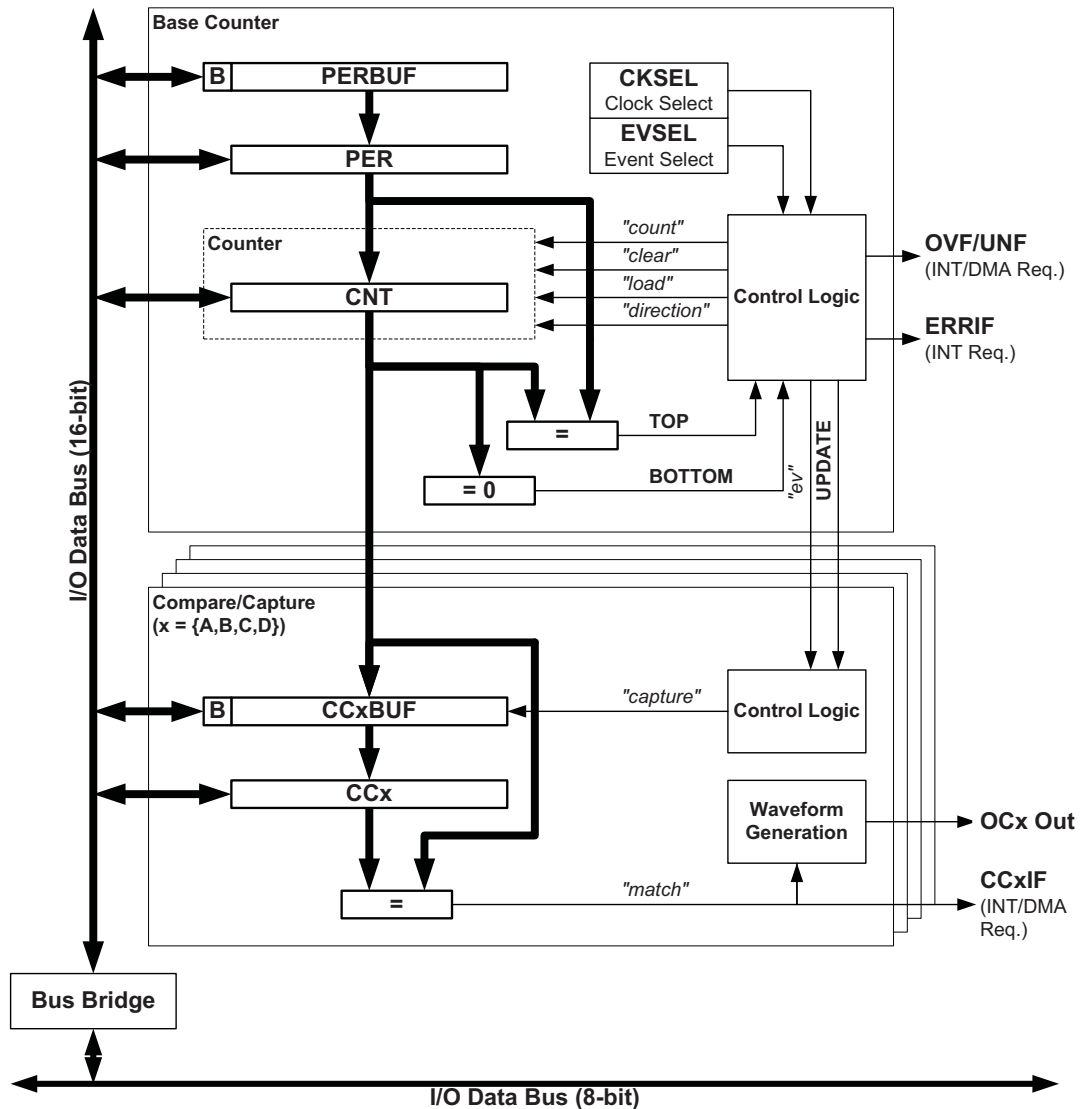 Base Counter
B
PERBUF
CKSEL
Clock Select
EVSEL
Event Select
PER
Counter
CNT
"count"
"clear"
"load"
"direction"
Control Logic
OVF/UNF
(INT/DMA Req.)
ERRIF
(INT Req.)
=
TOP
= 0
BOTTOM
"ev"
UPDATE
I/O Data Bus (16-bit)
Compare/Capture
(x = {A,B,C,D})
B
CCxBUF
"capture"
Control Logic
CCx
Waveform
Generation
OCx Out
=
"match"
CCxIF
(INT/DMA
Req.)
Bus Bridge
I/O Data Bus (8-bit)